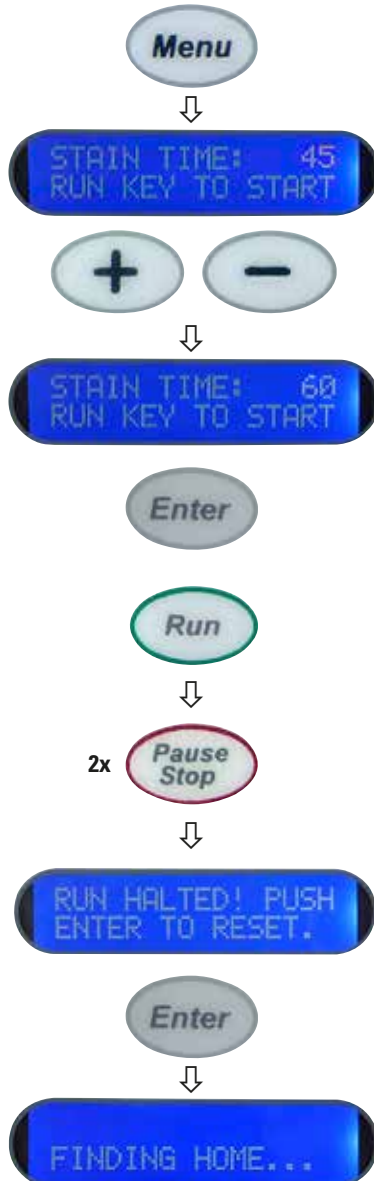 Menu
STAIN TIME: 45
RUN KEY TO START
+ -
STAIN TIME: 60
RUN KEY TO START
Enter
Run
2x Pause
Stop
RUN HALTED! PUSH
ENTER TO RESET.
Enter
FINDING HOME...